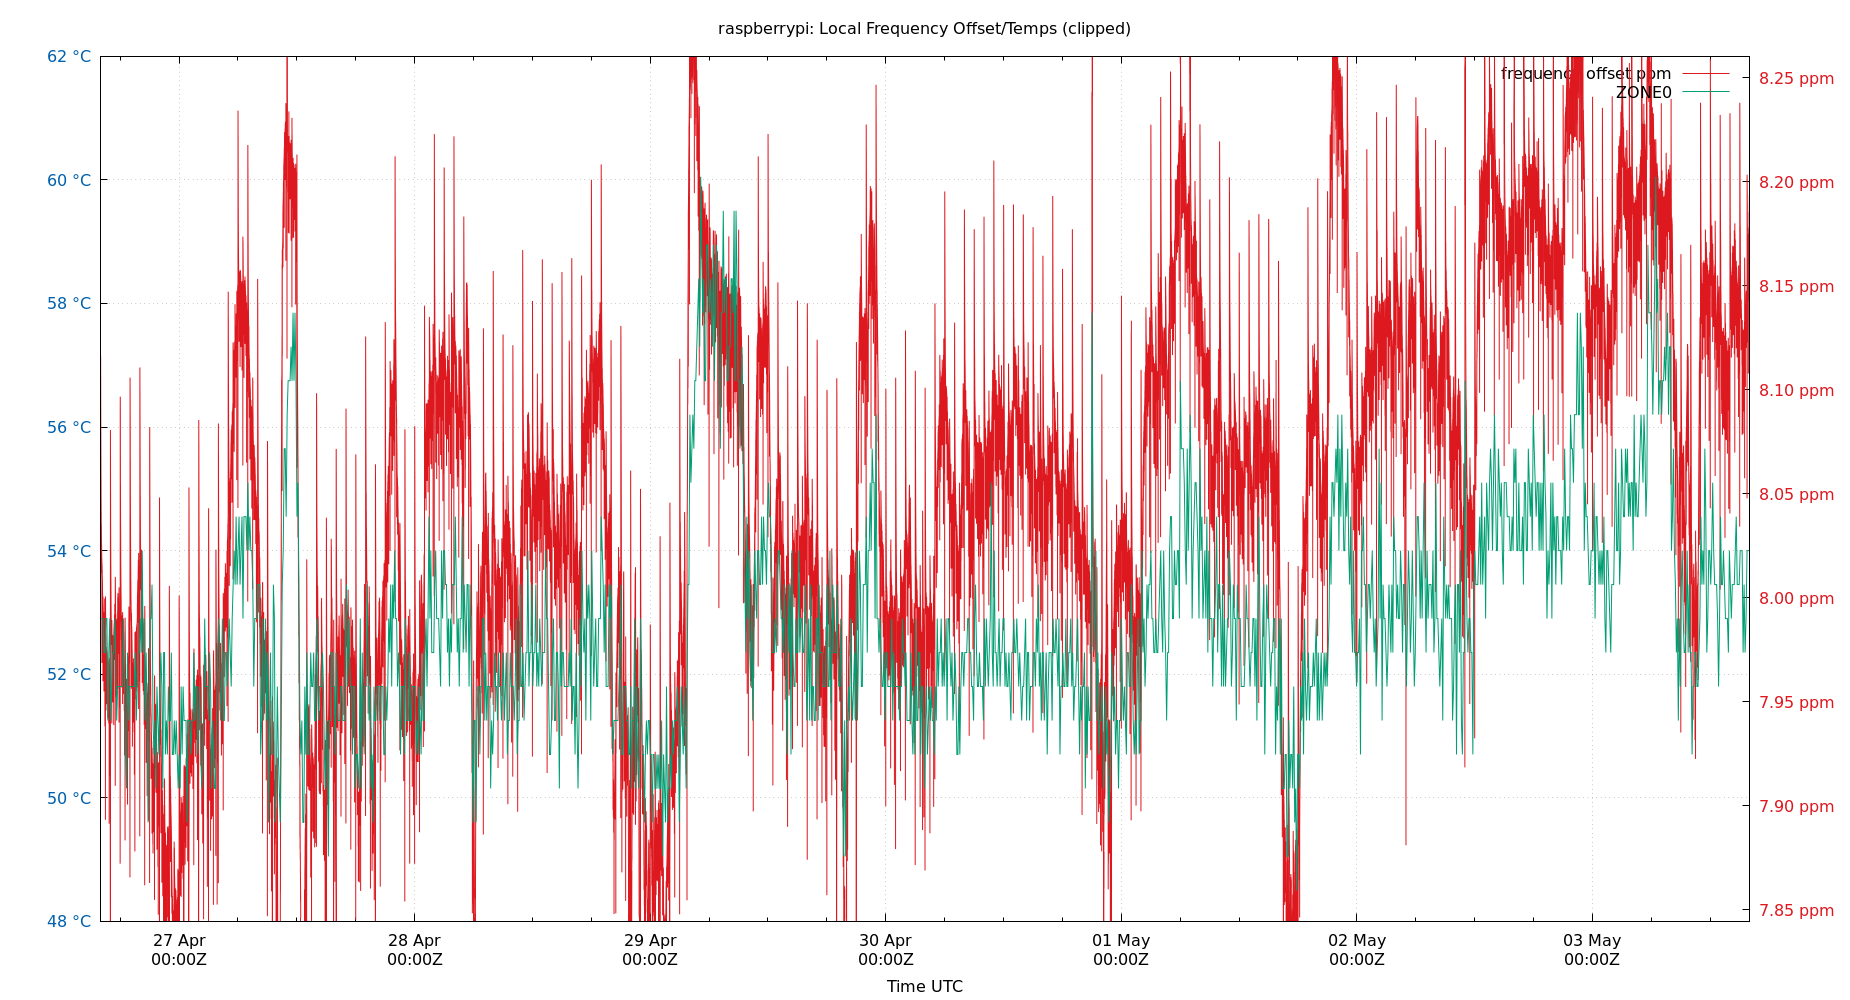 raspberrypi: Local Frequency Offset/Temps (clipped)
62 °C
60 °C
58 °C
56 °C
54 °C
52 °C
50 °C
48 °C
frequency offset ppm
ZONE0
8.25 ppm
8.20 ppm
8.15 ppm
8.10 ppm
8.05 ppm
8.00 ppm
7.95 ppm
7.90 ppm
7.85 ppm
27 Apr
00:00Z
28 Apr
00:00Z
29 Apr
00:00Z
30 Apr
00:00Z
01 May
00:00Z
02 May
00:00Z
03 May
00:00Z
Time UTC